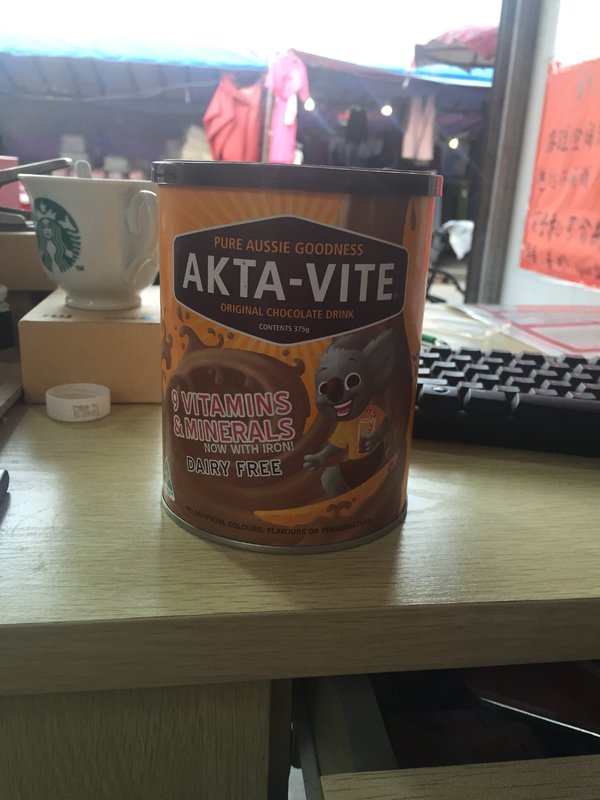 PURE AUSSIE GOODNESS
AKTA-VITE
ORIGINAL CHOCOLATE DRINK
CONTENTS 375g
9 VITAMINS
& MINERALS
NOW WITH IRON!
DAIRY FREE
NO ARTIFICIAL COLOURS, FLAVOURS OR PRESERVATIVES